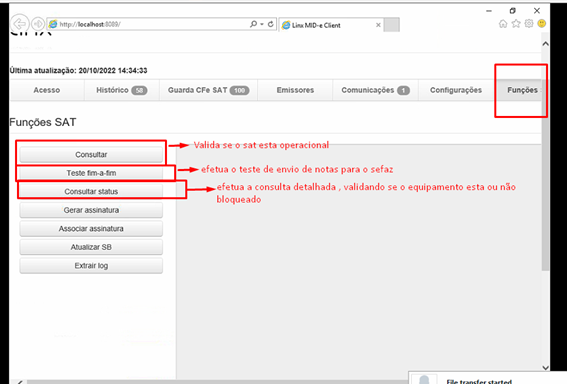 http://localhost:8089/
Linx MID-e Client
Última atualização: 20/10/2022 14:34:33
Acesso Histórico 58 Guarda CFe SAT 100 Emissores Comunicações 1 Configurações Funções
Funções SAT
Consultar
Valida se o sat esta operacional
Teste fim-a-fim
efetua o teste de envio de notas para o sefaz
Consultar status
efetua a consulta detalhada , validando se o equipamento esta ou não
bloqueado
Gerar assinatura
Associar assinatura
Atualizar SB
Extrair log
File transfer started